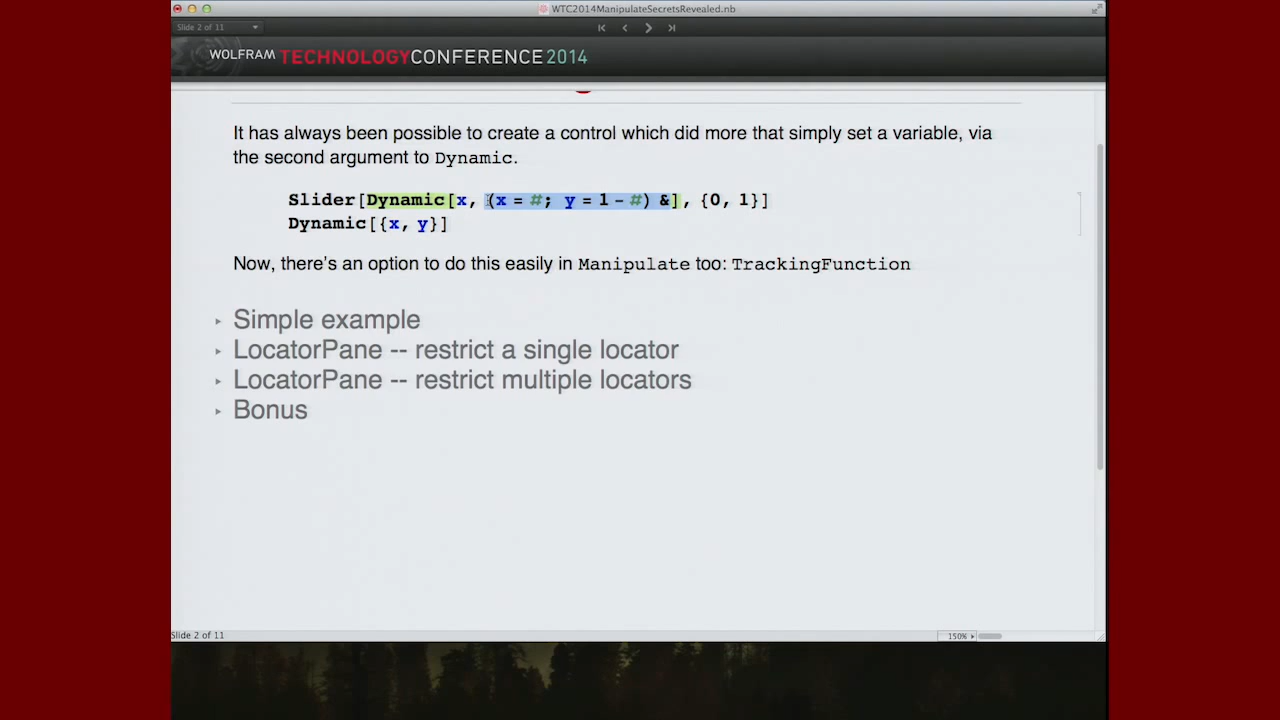 WTC2014ManipulateSecretsRevealed.nb
Slide 2 of 11
WOLFRAM TECHNOLOGYCONFERENCE2014
It has always been possible to create a control which did more that simply set a variable, via
the second argument to Dynamic.
Slider[Dynamic[x, (x = #; y = 1 - #) &], {0, 1}]
Dynamic[{x, y}]
Now, there's an option to do this easily in Manipulate too: TrackingFunction
Simple example
LocatorPane -- restrict a single locator
LocatorPane -- restrict multiple locators
Bonus
Slide 2 of 11
150%